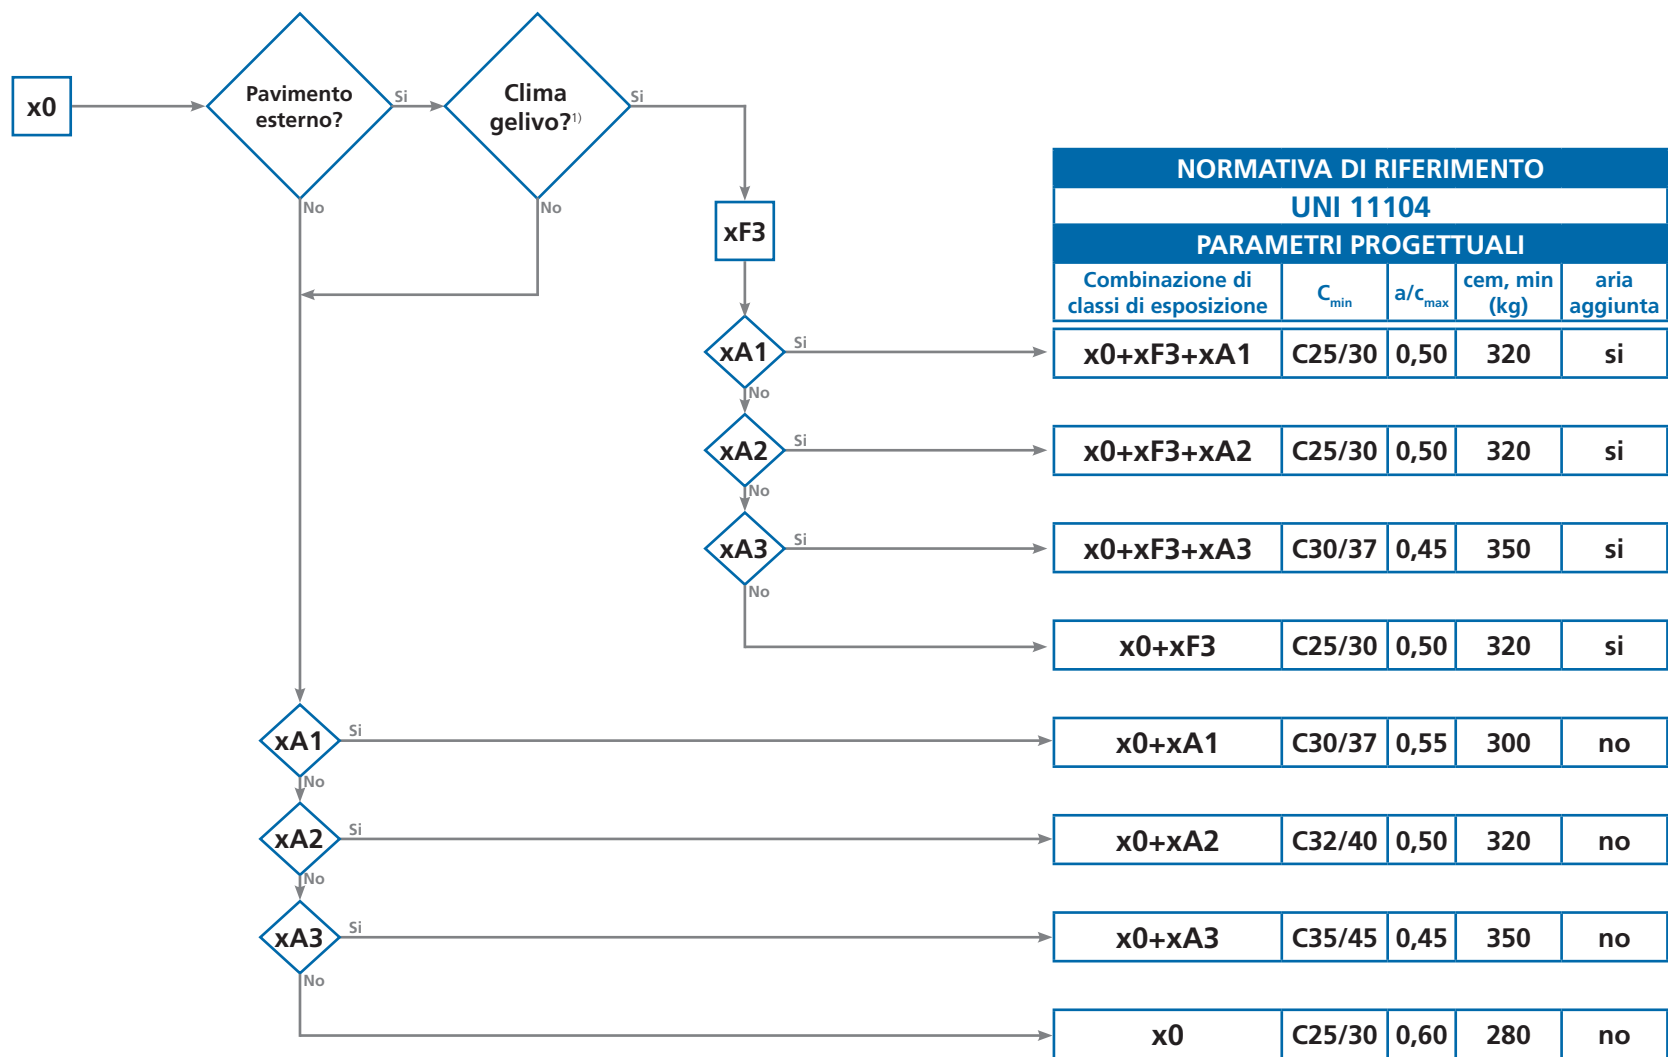 x0
Pavimento
esterno?
Si
No
Clima
gelivo?1)
Si
No
xF3
NORMATIVA DI RIFERIMENTO
UNI 11104
PARAMETRI PROGETTUALI
Combinazione di
classi di esposizione
Cmin
a/cmax
cem, min
(kg)
aria
aggiunta
xA1
Si
No
x0+xF3+xA1 C25/30 0,50 320 si
xA2
Si
No
x0+xF3+xA2 C25/30 0,50 320 si
xA3
Si
No
x0+xF3+xA3 C30/37 0,45 350 si
x0+xF3 C25/30 0,50 320 si
xA1
Si
No
x0+xA1 C30/37 0,55 300 no
xA2
Si
No
x0+xA2 C32/40 0,50 320 no
xA3
Si
No
x0+xA3 C35/45 0,45 350 no
x0 C25/30 0,60 280 no